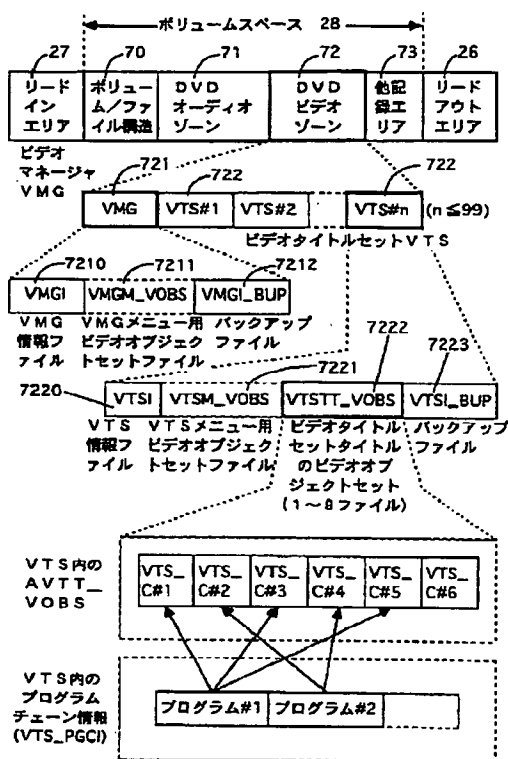 ボリュームスペース 28
27
70
71
72
73
26
リード
イン
エリア
ボリュー
ム/ファ
イル構造
DVD
オーディオ
ゾーン
DVD
ビデオ
ゾーン
他記
録エ
リア
リード
アウト
エリア
ビデオ
マネージャ
VMG
721
722
722
VMG
VTS#1
VTS#2
VTS#n
(n≦99)
ビデオタイトルセットVTS
7210
7211
7212
VMGI
VMGM_VOBS
VMGI_BUP
VMG
情報フ
ァイル
VMGメニュー用
ビデオオブジェク
トセットファイル
バックアップ
ファイル
7220
7221
7222
7223
VTSI
VTSM_VOBS
VTSTT_VOBS
VTSI_BUP
VTS
情報フ
ァイル
VTSメニュー用
ビデオオブジェク
トセットファイル
ビデオタイトル
セットタイトル
のビデオオブ
ジェクトセット
(1〜9ファイル)
バックアップ
ファイル
VTS内の
AVTT_
VOBS
VTS_
C#1
VTS_
C#2
VTS_
C#3
VTS_
C#4
VTS_
C#5
VTS_
C#6
VTS内の
プログラム
チェーン情報
(VTS_PGCI)
プログラム#1
プログラム#2